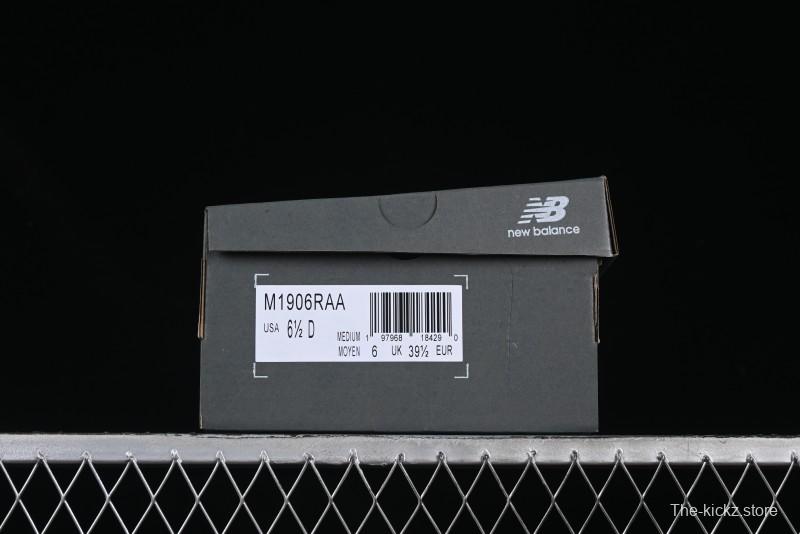 NB
new balance
M1906RAA
USA 6½ D
MEDIUM 1 97968 18429 0
MOYEN 6 UK 39½ EUR
The-kickz.store